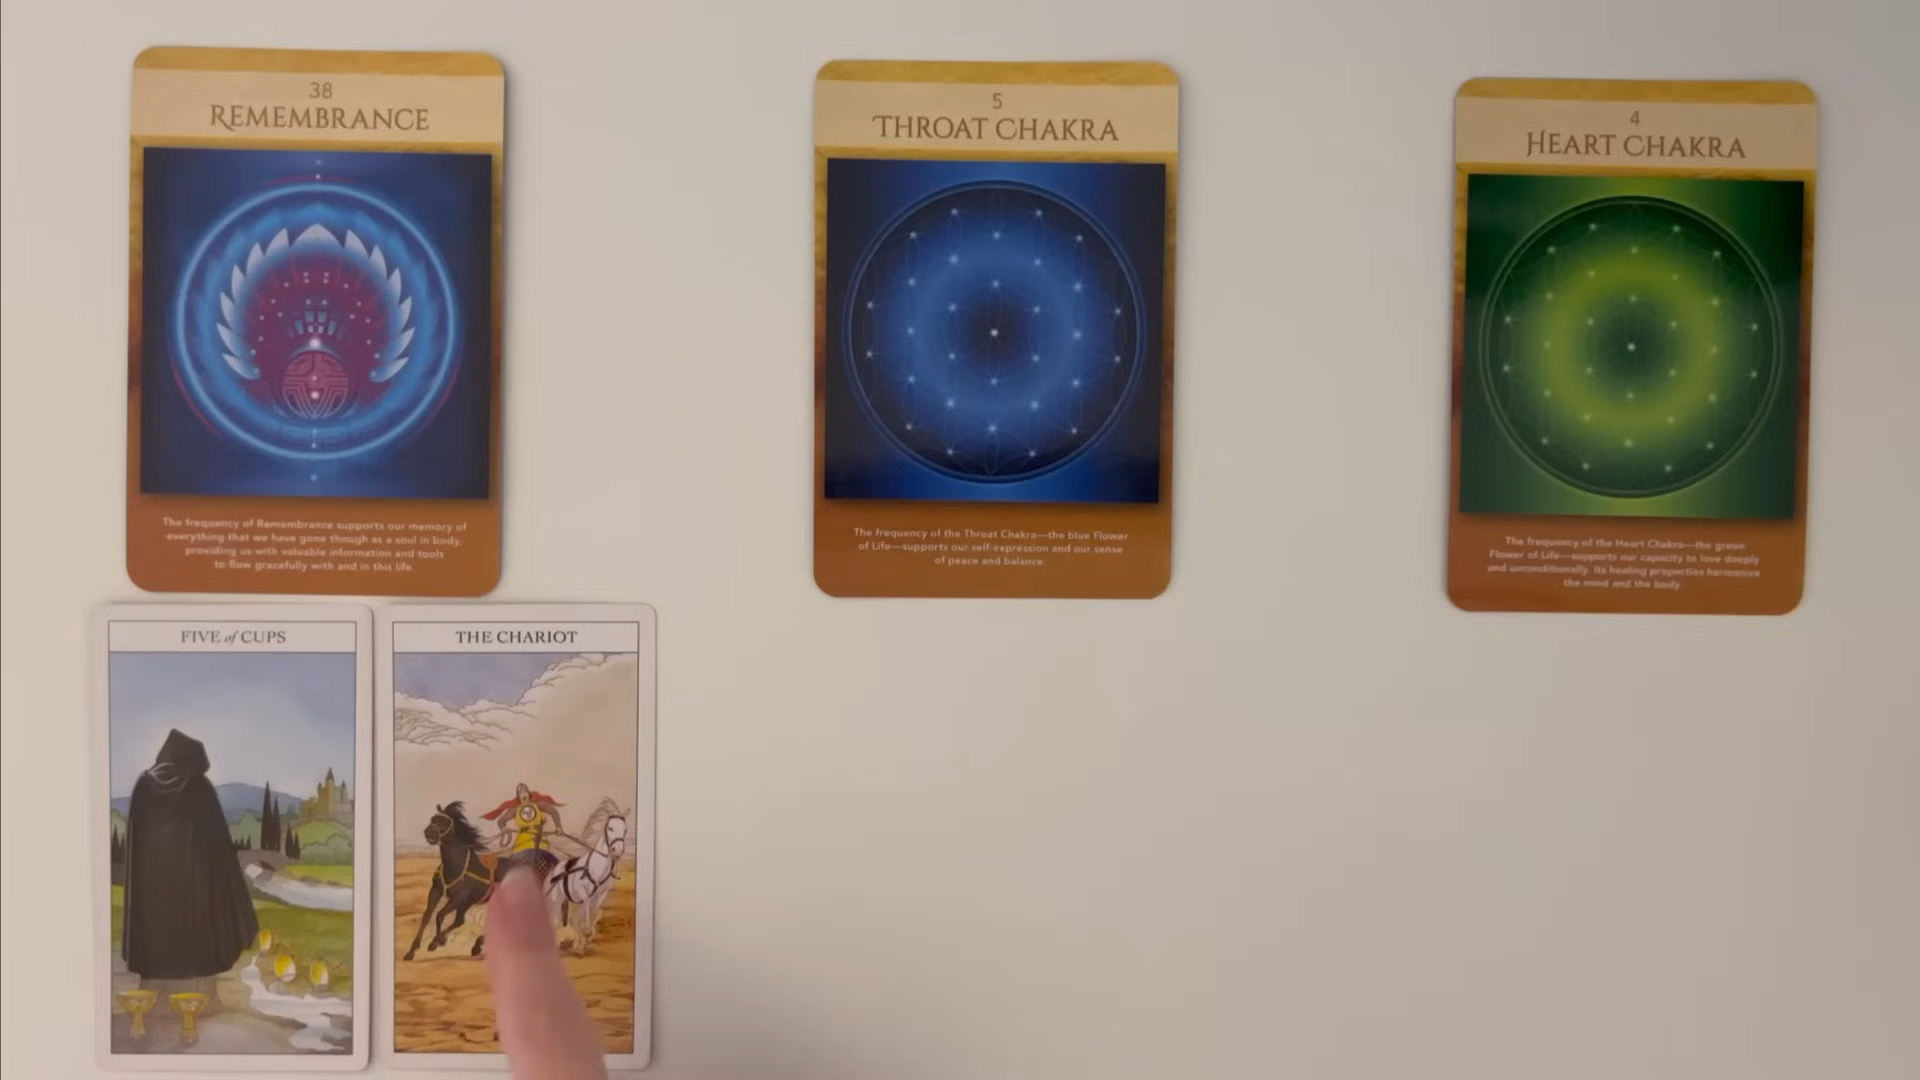 38
REMEMBRANCE
The frequency of Remembrance supports our memory of
everything that we have gone though as a soul in body,
providing us with valuable information and tools
to flow gracefully with and in this life.
5
THROAT CHAKRA
The frequency of the Throat Chakra—the blue Flower
of Life—supports our self-expression and our sense
of peace and balance.
4
HEART CHAKRA
The frequency of the Heart Chakra—the green
Flower of Life—supports our capacity to love deeply
and unconditionally. Its healing properties harmonize
the mind and the body.
FIVE of CUPS
THE CHARIOT